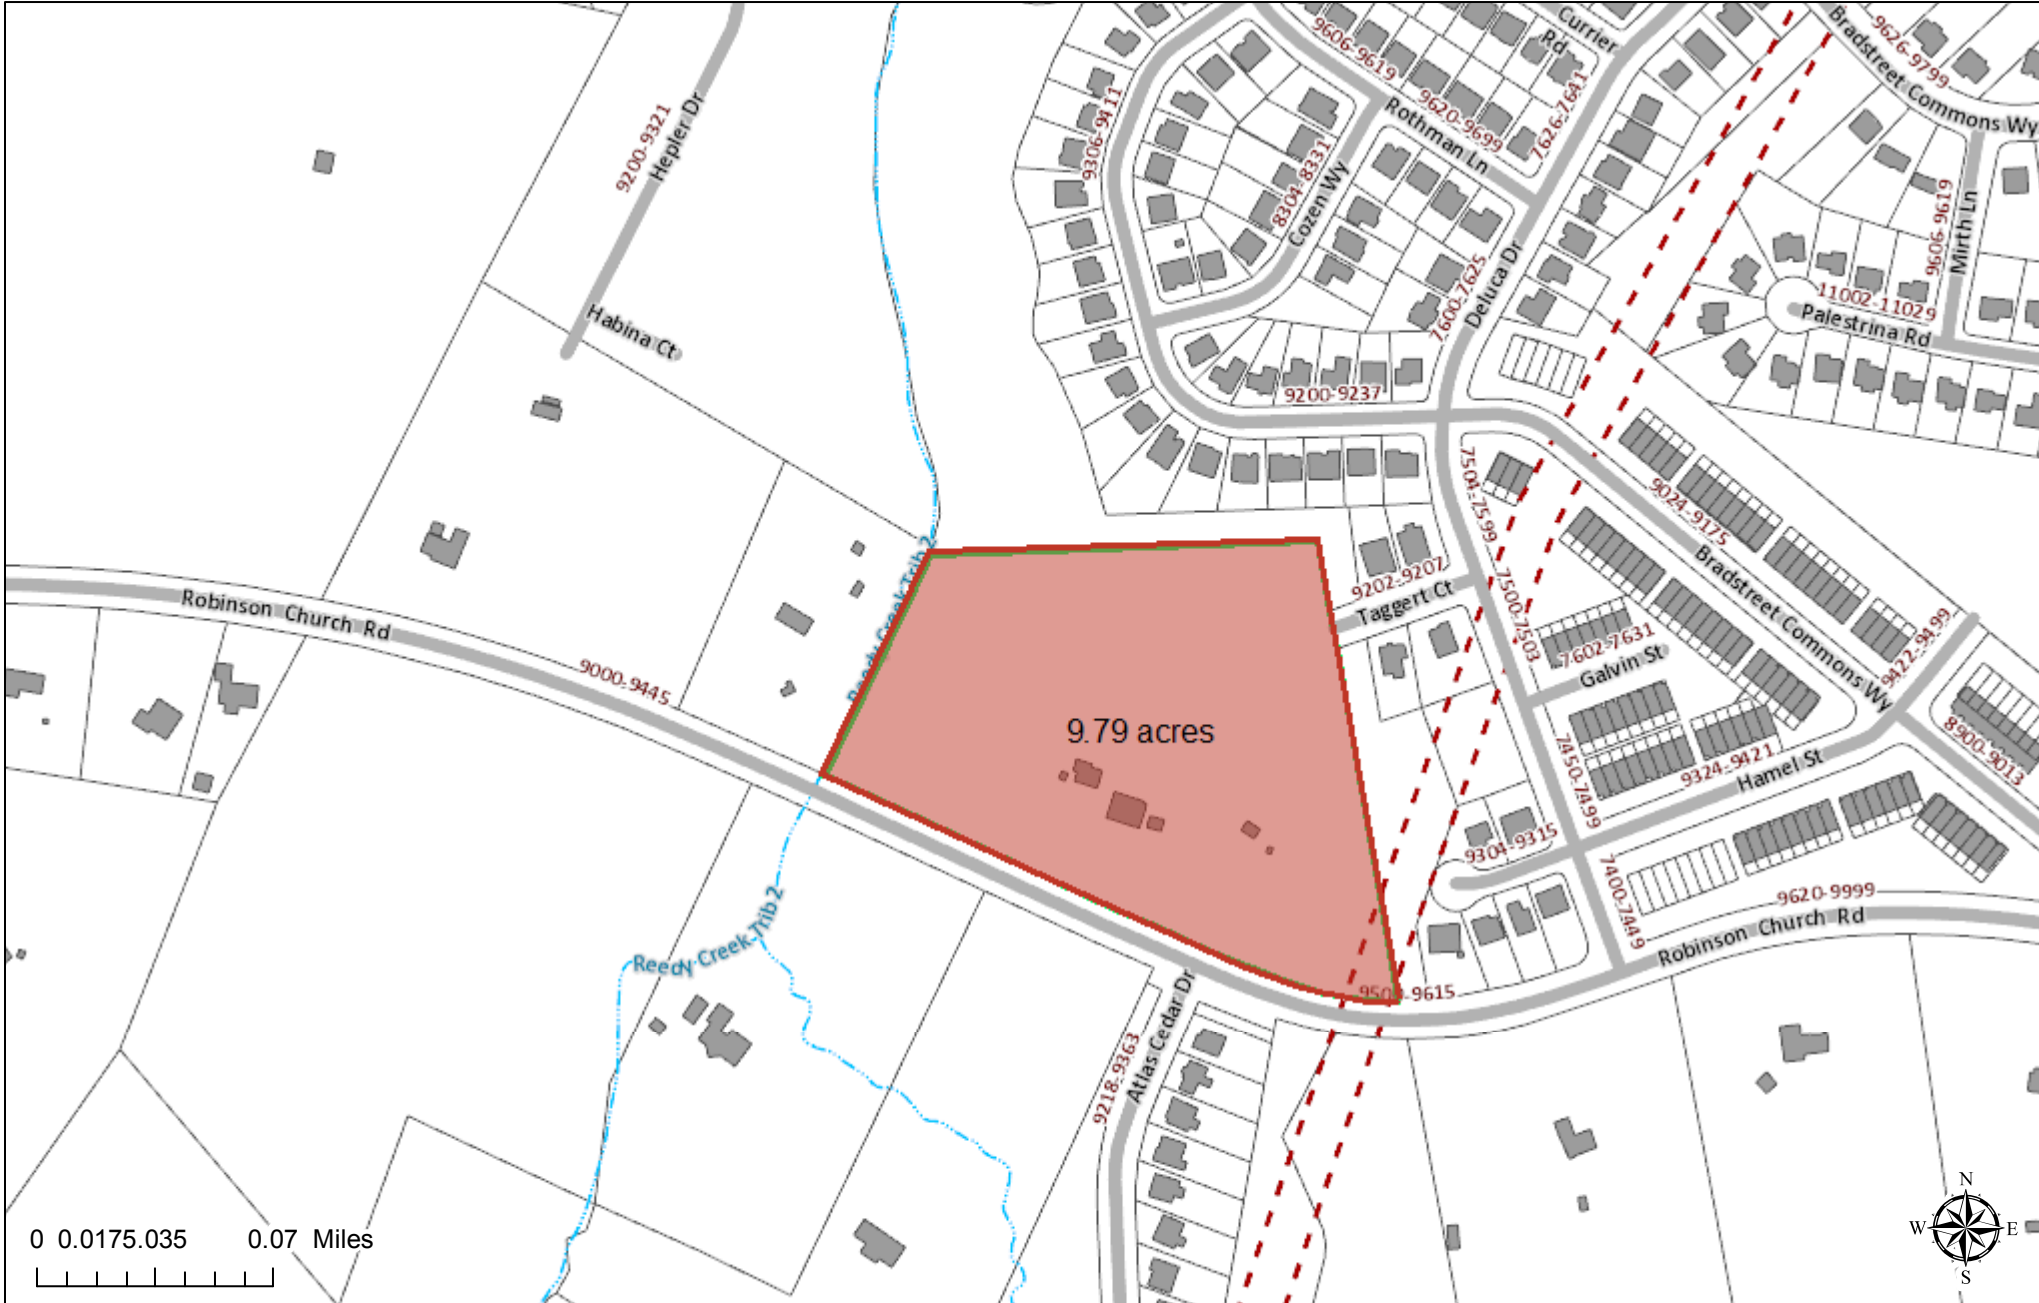 Currier
Rd
9606-9619
9626-9799
Bradstreet Commons Wy
9306-9411
9200-9321
Hepler Dr
9620-9699
Rothman Ln
7626-7641
8304-8331
Cozen Wy
9606-9619
Mirth Ln
7600-7625
Deluca Dr
11002-11029
Palestrina Rd
Habina Ct
9200-9237
7504-7599
9024-9175
Bradstreet Commons Wy
Reedy Creek Trib 2
9202-9207
Taggert Ct
7500-7503
7602-7631
Galvin St
9422-9499
Robinson Church Rd
9000-9445
9.79 acres
7450-7499
9324-9421
Hamel St
8900-9013
9304-9315
7400-7449
9620-9999
Robinson Church Rd
Reedy Creek Trib 2
9500-9615
Atlas Cedar Dr
9218-9363
0 0.0175.035 0.07 Miles
N
W E
S